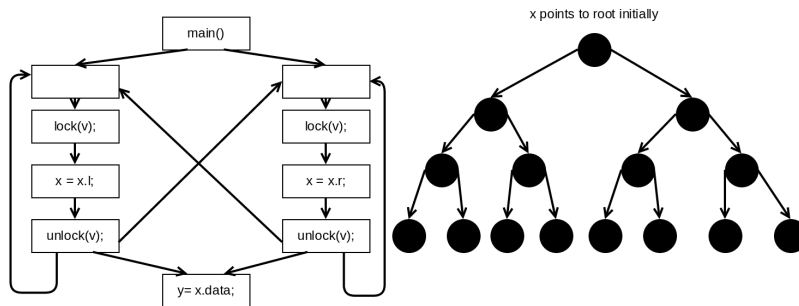 x points to root initially
main()
lock(v);
lock(v);
x = x.l;
x = x.r;
unlock(v);
unlock(v);
y= x.data;